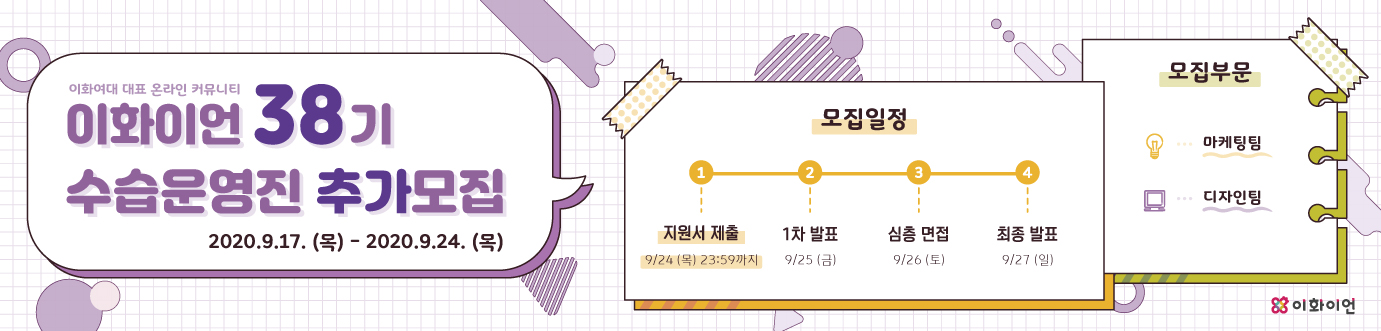 이화여대 대표 온라인 커뮤니티
이화이언 38기
수습운영진 추가모집
2020.9.17. (목) - 2020.9.24. (목)
모집일정
1 2 3 4
지원서 제출 1차 발표 심층 면접 최종 발표
9/24 (목) 23:59까지 9/25 (금) 9/26 (토) 9/27 (일)
모집부문
마케팅팀
디자인팀
이화이언